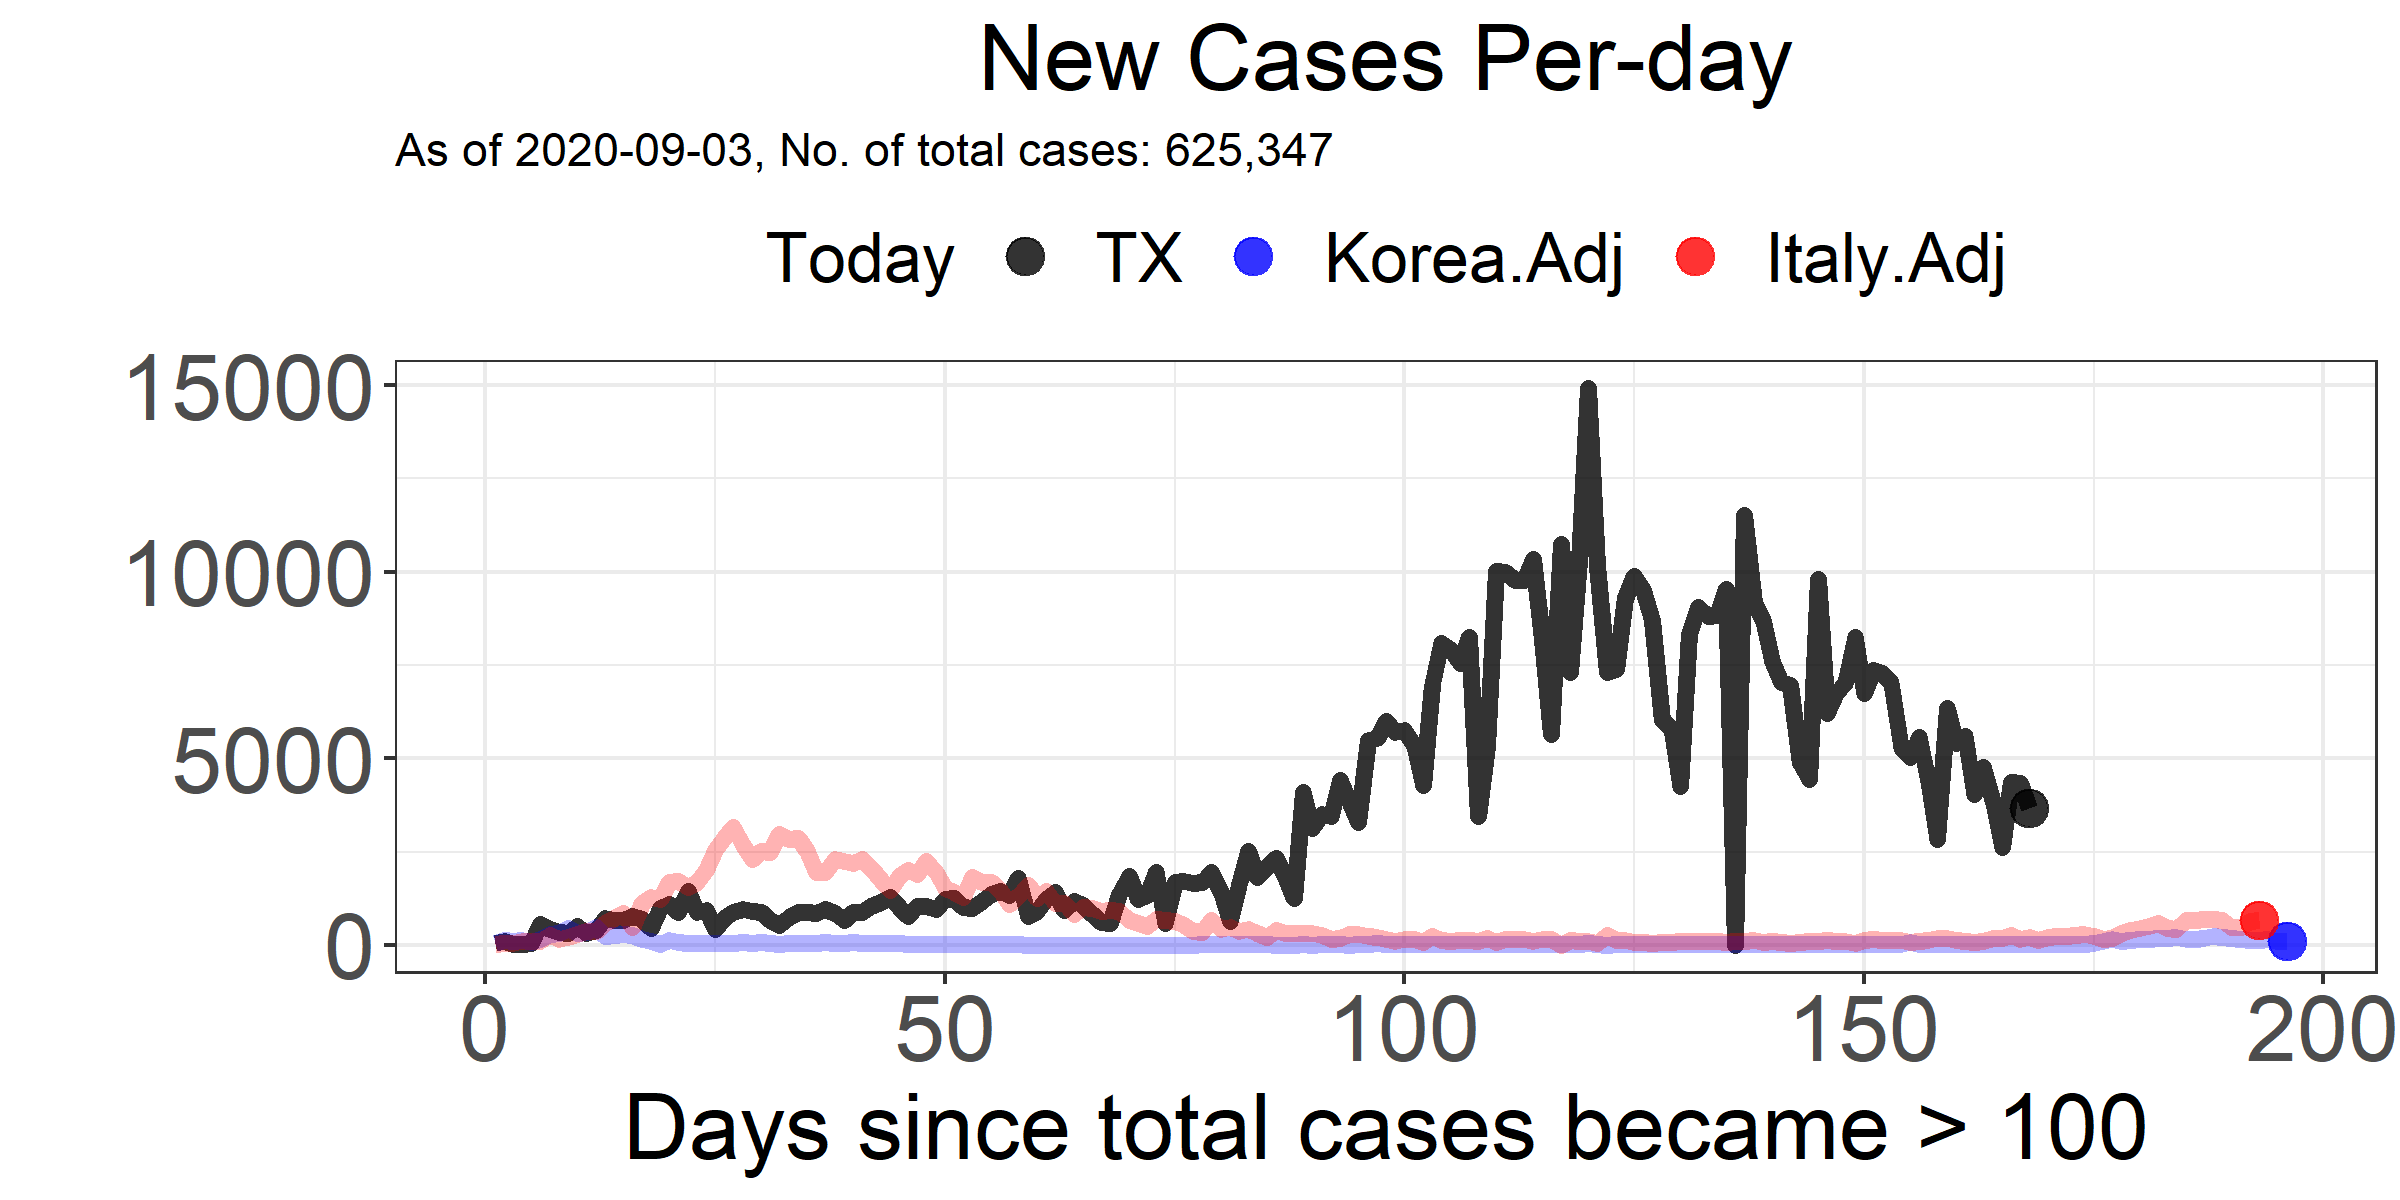 New Cases Per-day
As of 2020-09-03, No. of total cases: 625,347
Today TX Korea.Adj Italy.Adj
15000
10000
5000
0
0 50 100 150 200
Days since total cases became > 100